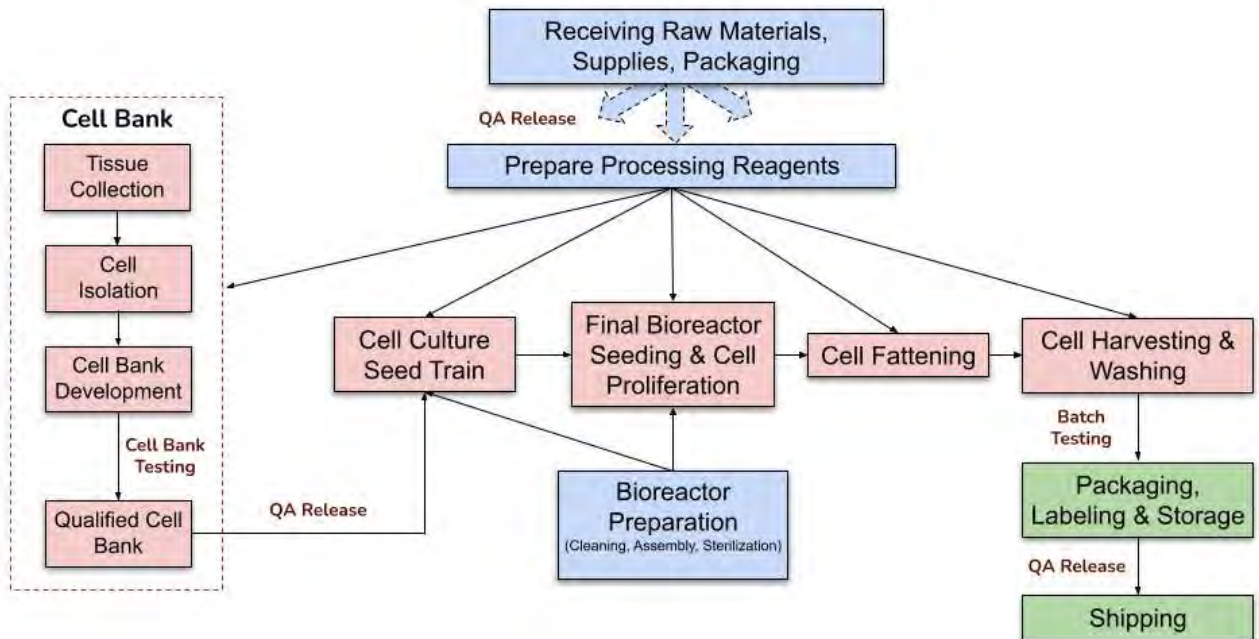 Receiving Raw Materials,
Supplies, Packaging
QA Release
Prepare Processing Reagents
Cell Bank
Tissue
Collection
Cell
Isolation
Cell Bank
Development
Cell Bank
Testing
Qualified Cell
Bank
QA Release
Cell Culture
Seed Train
Final Bioreactor
Seeding & Cell
Proliferation
Cell Fattening
Cell Harvesting &
Washing
Bioreactor
Preparation
(Cleaning, Assembly, Sterilization)
Batch
Testing
Packaging,
Labeling & Storage
QA Release
Shipping